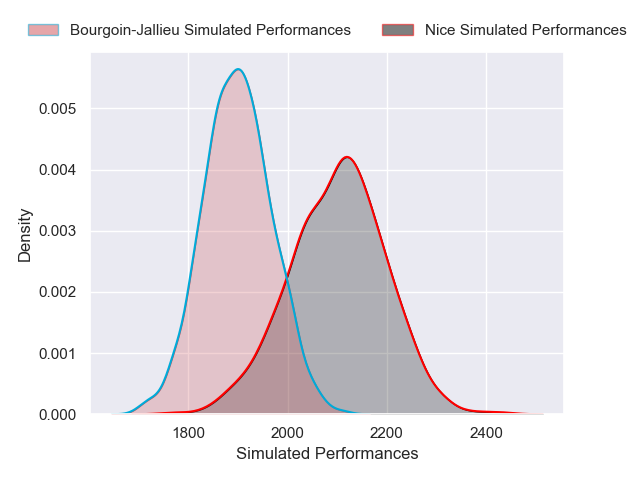 Bourgoin-Jallieu Simulated Performances
Nice Simulated Performances
0.005
0.004
0.003
0.002
0.001
0.000
Density
1800 2000 2200 2400
Simulated Performances